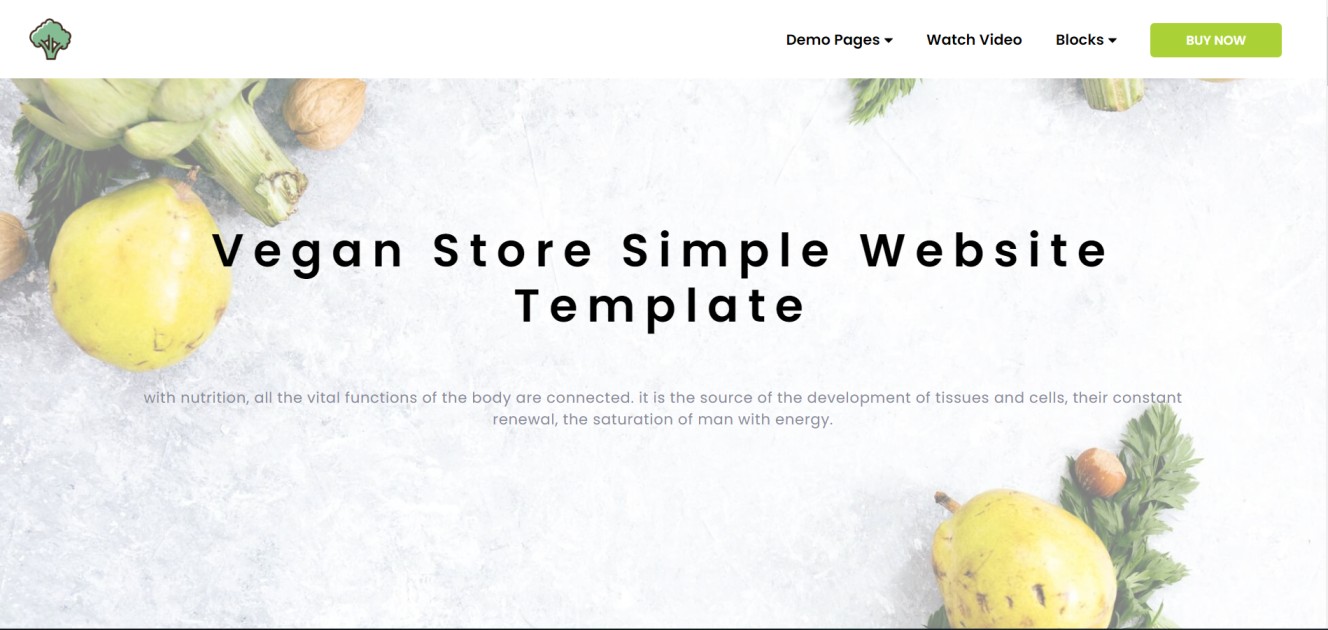 Demo Pages
Watch Video
Blocks
BUY NOW
Vegan Store Simple Website
Template
with nutrition, all the vital functions of the body are connected. it is the source of the development of tissues and cells, their constant
renewal, the saturation of man with energy.